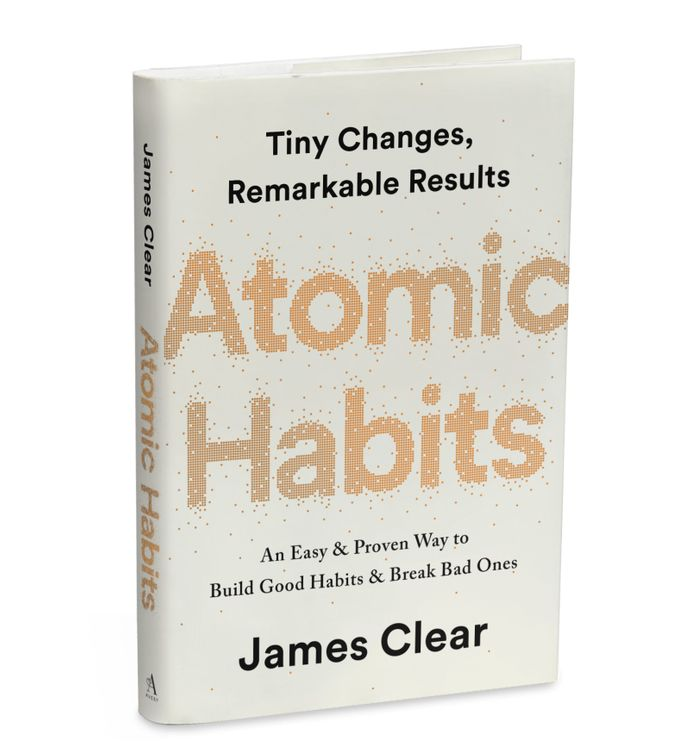 Tiny Changes,
Remarkable Results
Atomic
Habits
An Easy & Proven Way to
Build Good Habits & Break Bad Ones
James Clear
James Clear
Atomic Habits
A
AVERY